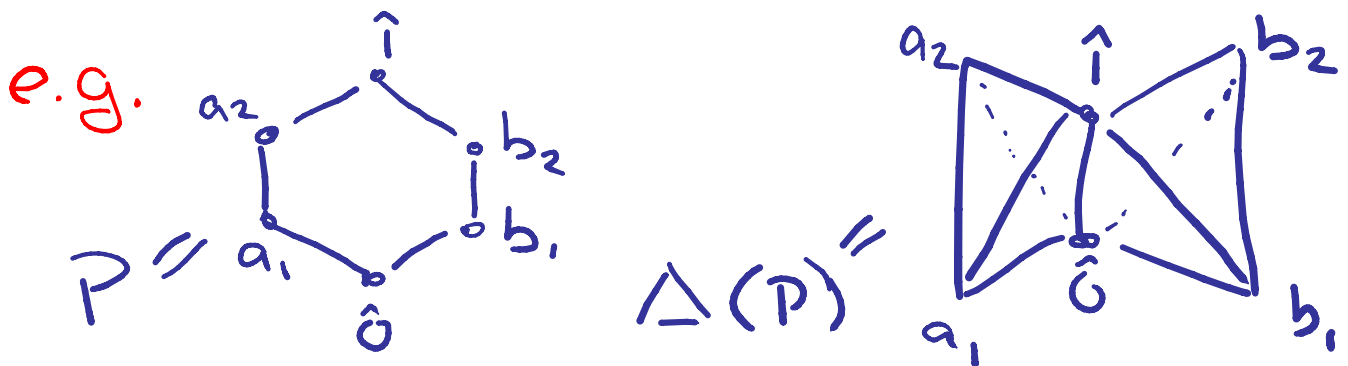 e.g.
P =
1̂
a₂
b₂
a₁
b₁
0̂
Δ(P) =
a₂
1̂
b₂
a₁
0̂
b₁